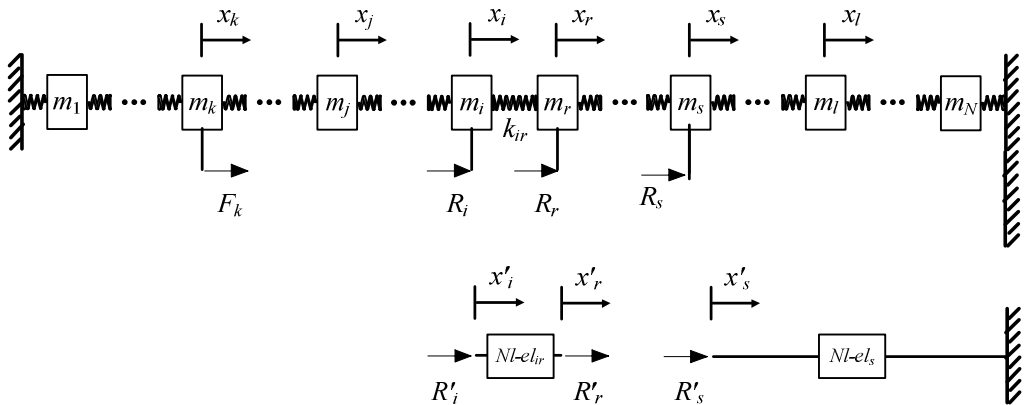 x_k x_j x_i x_r x_s x_l
m_1 ••• m_k ••• m_j ••• m_i m_r ••• m_s ••• m_l ••• m_N
k_ir
F_k R_i R_r R_s
x'_i x'_r x'_s
Nl-el_ir Nl-el_s
R'_i R'_r R'_s